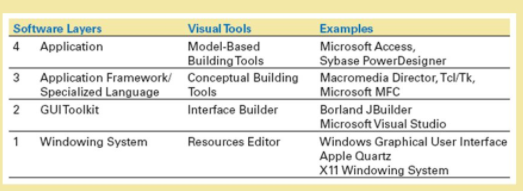 Software Layers Visual Tools Examples
4 Application Model-Based Microsoft Access,
Building Tools Sybase PowerDesigner
3 Application Framework/ Conceptual Building Macromedia Director, Tcl/Tk,
Specialized Language Tools Microsoft MFC
2 GUI Toolkit Interface Builder Borland JBuilder
Microsoft Visual Studio
1 Windowing System Resources Editor Windows Graphical User Interface
Apple Quartz
X11 Windowing System